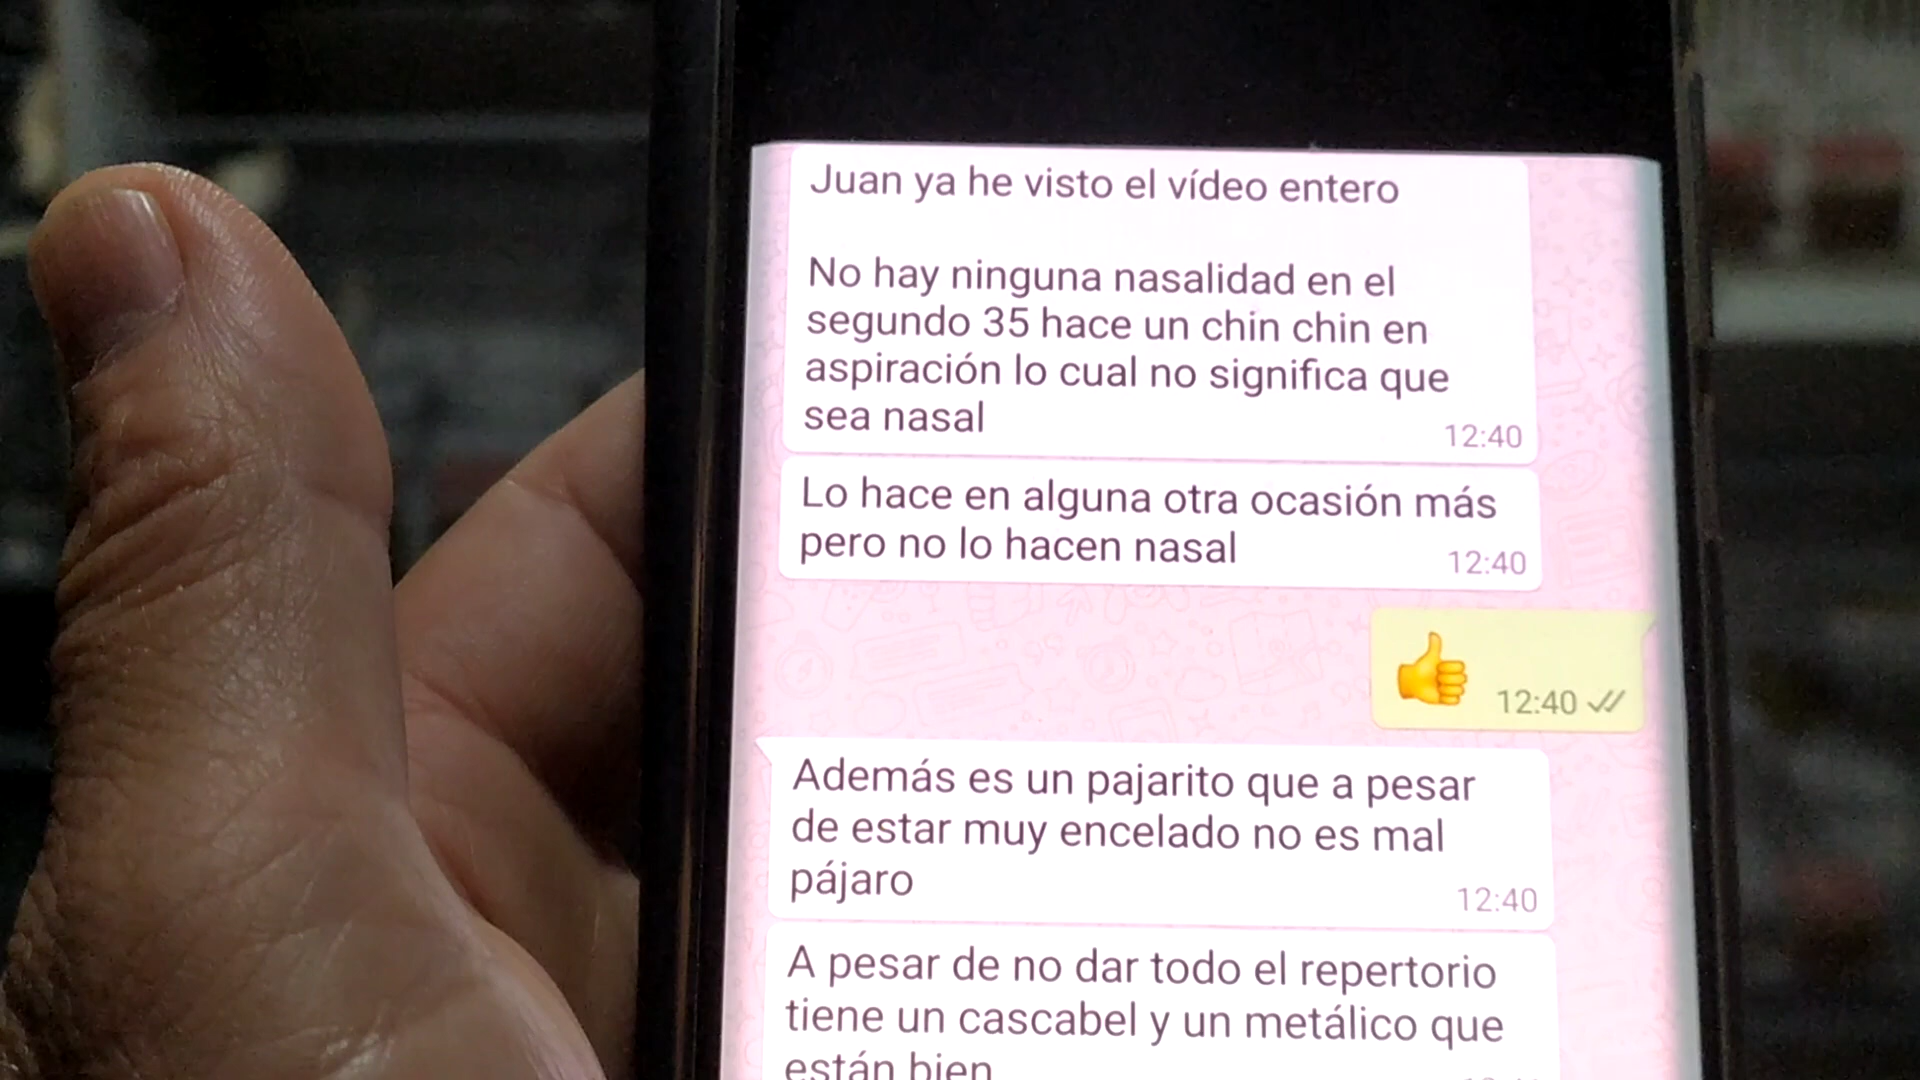 Juan ya he visto el vídeo entero
No hay ninguna nasalidad en el
segundo 35 hace un chin chin en
aspiración lo cual no significa que
sea nasal
12:40
Lo hace en alguna otra ocasión más
pero no lo hacen nasal
12:40
👍 12:40
Además es un pajarito que a pesar
de estar muy encelado no es mal
pájaro
12:40
A pesar de no dar todo el repertorio
tiene un cascabel y un metálico que
están bien